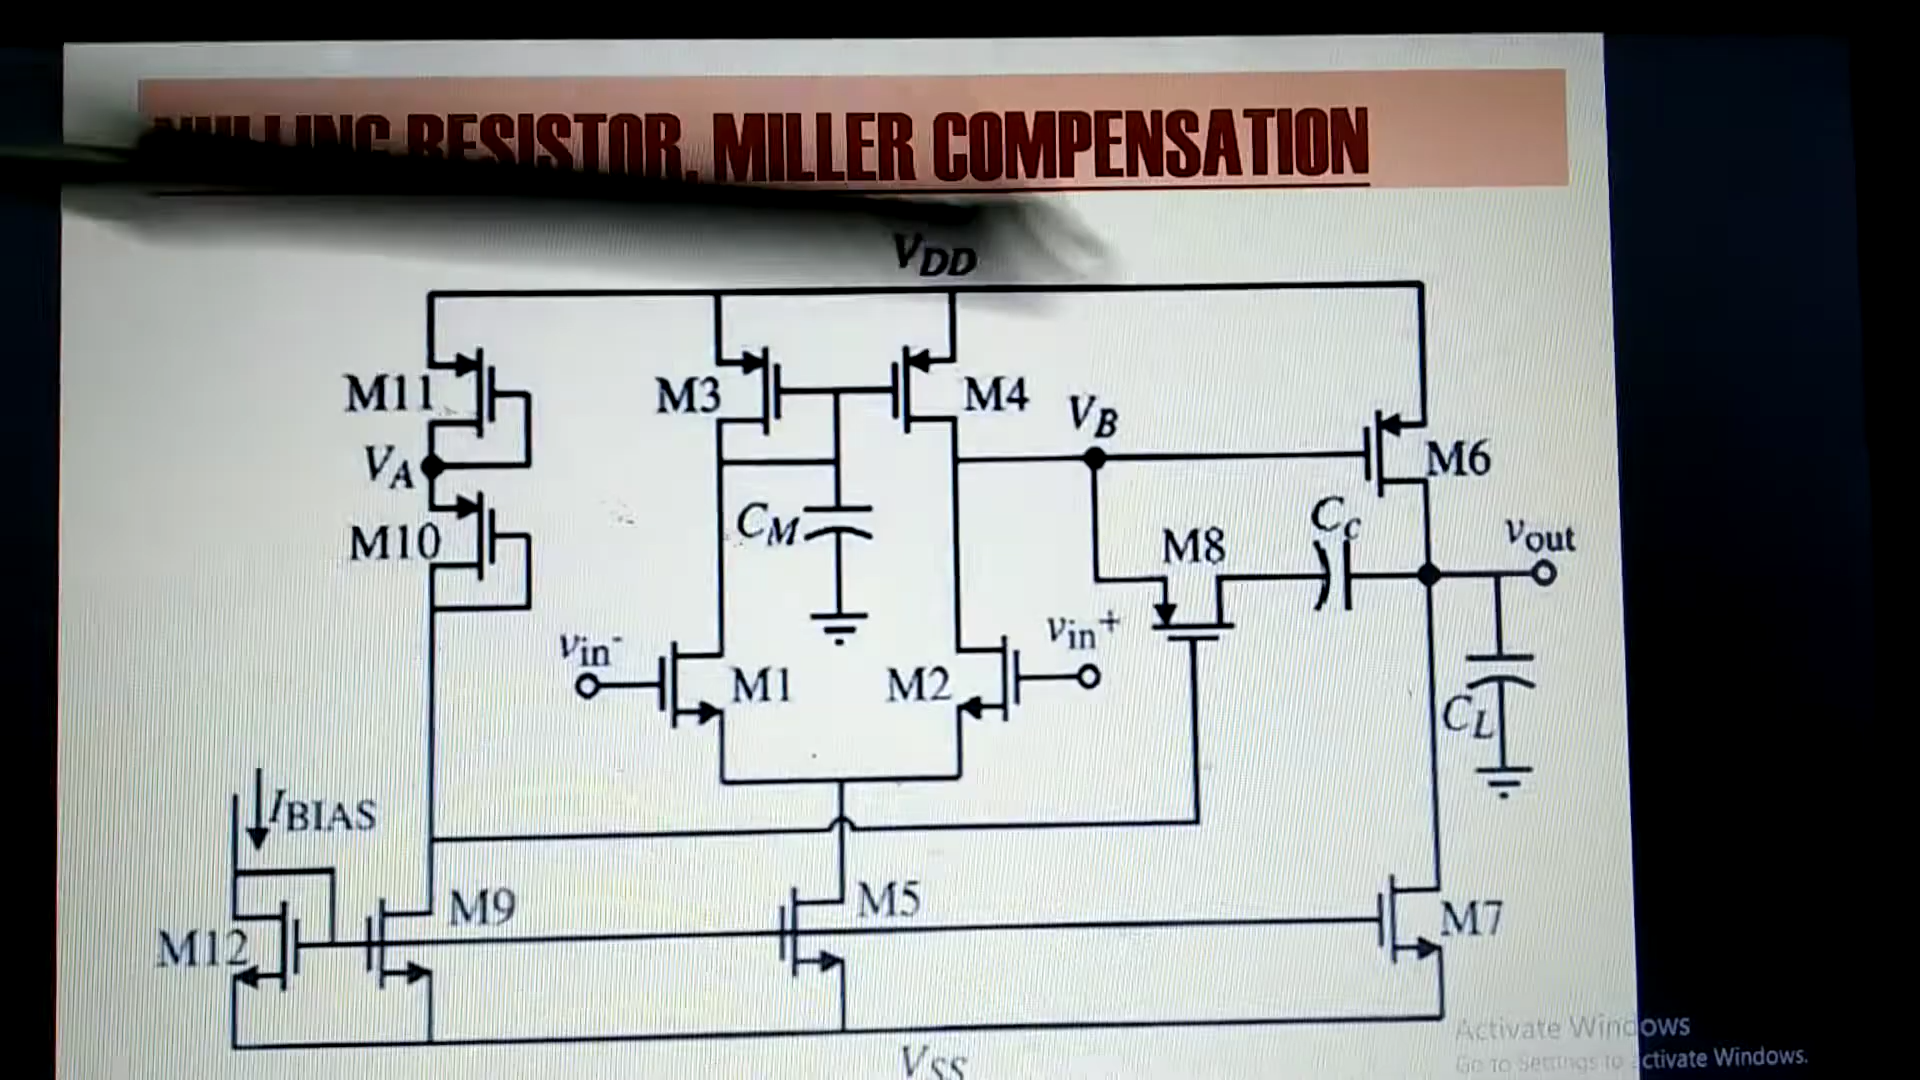 RESISTOR, MILLER COMPENSATION
VDD
M11
M3
M4
VB
VA
M6
M10
CM
M8
Cc
vout
vin-
vin+
M1
M2
CL
IBIAS
M9
M5
M12
M7
VSS
Activate Windows
Go to Settings to activate Windows.